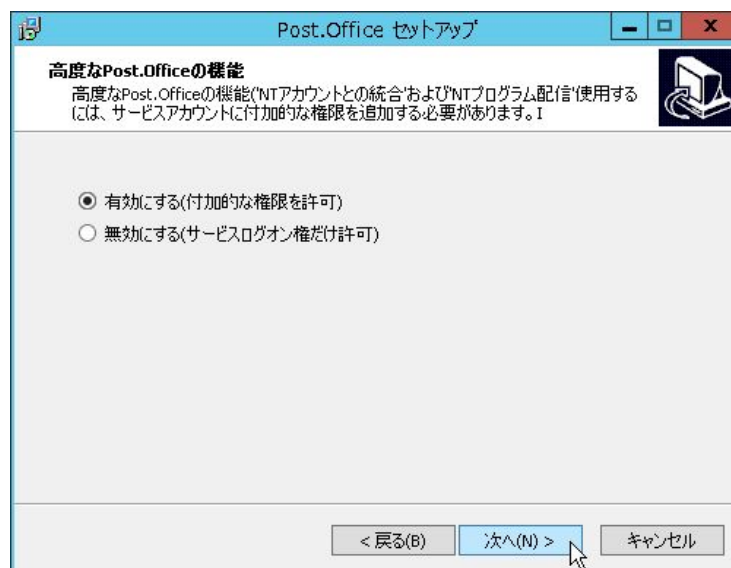 Post.Office セットアップ
高度なPost.Officeの機能
高度なPost.Officeの機能('NTアカウントとの統合'および'NTプログラム配信'使用する
には、サービスアカウントに付加的な権限を追加する必要があります。I
有効にする(付加的な権限を許可)
無効にする(サービスログオン権だけ許可)
< 戻る(B)
次へ(N) >
キャンセル